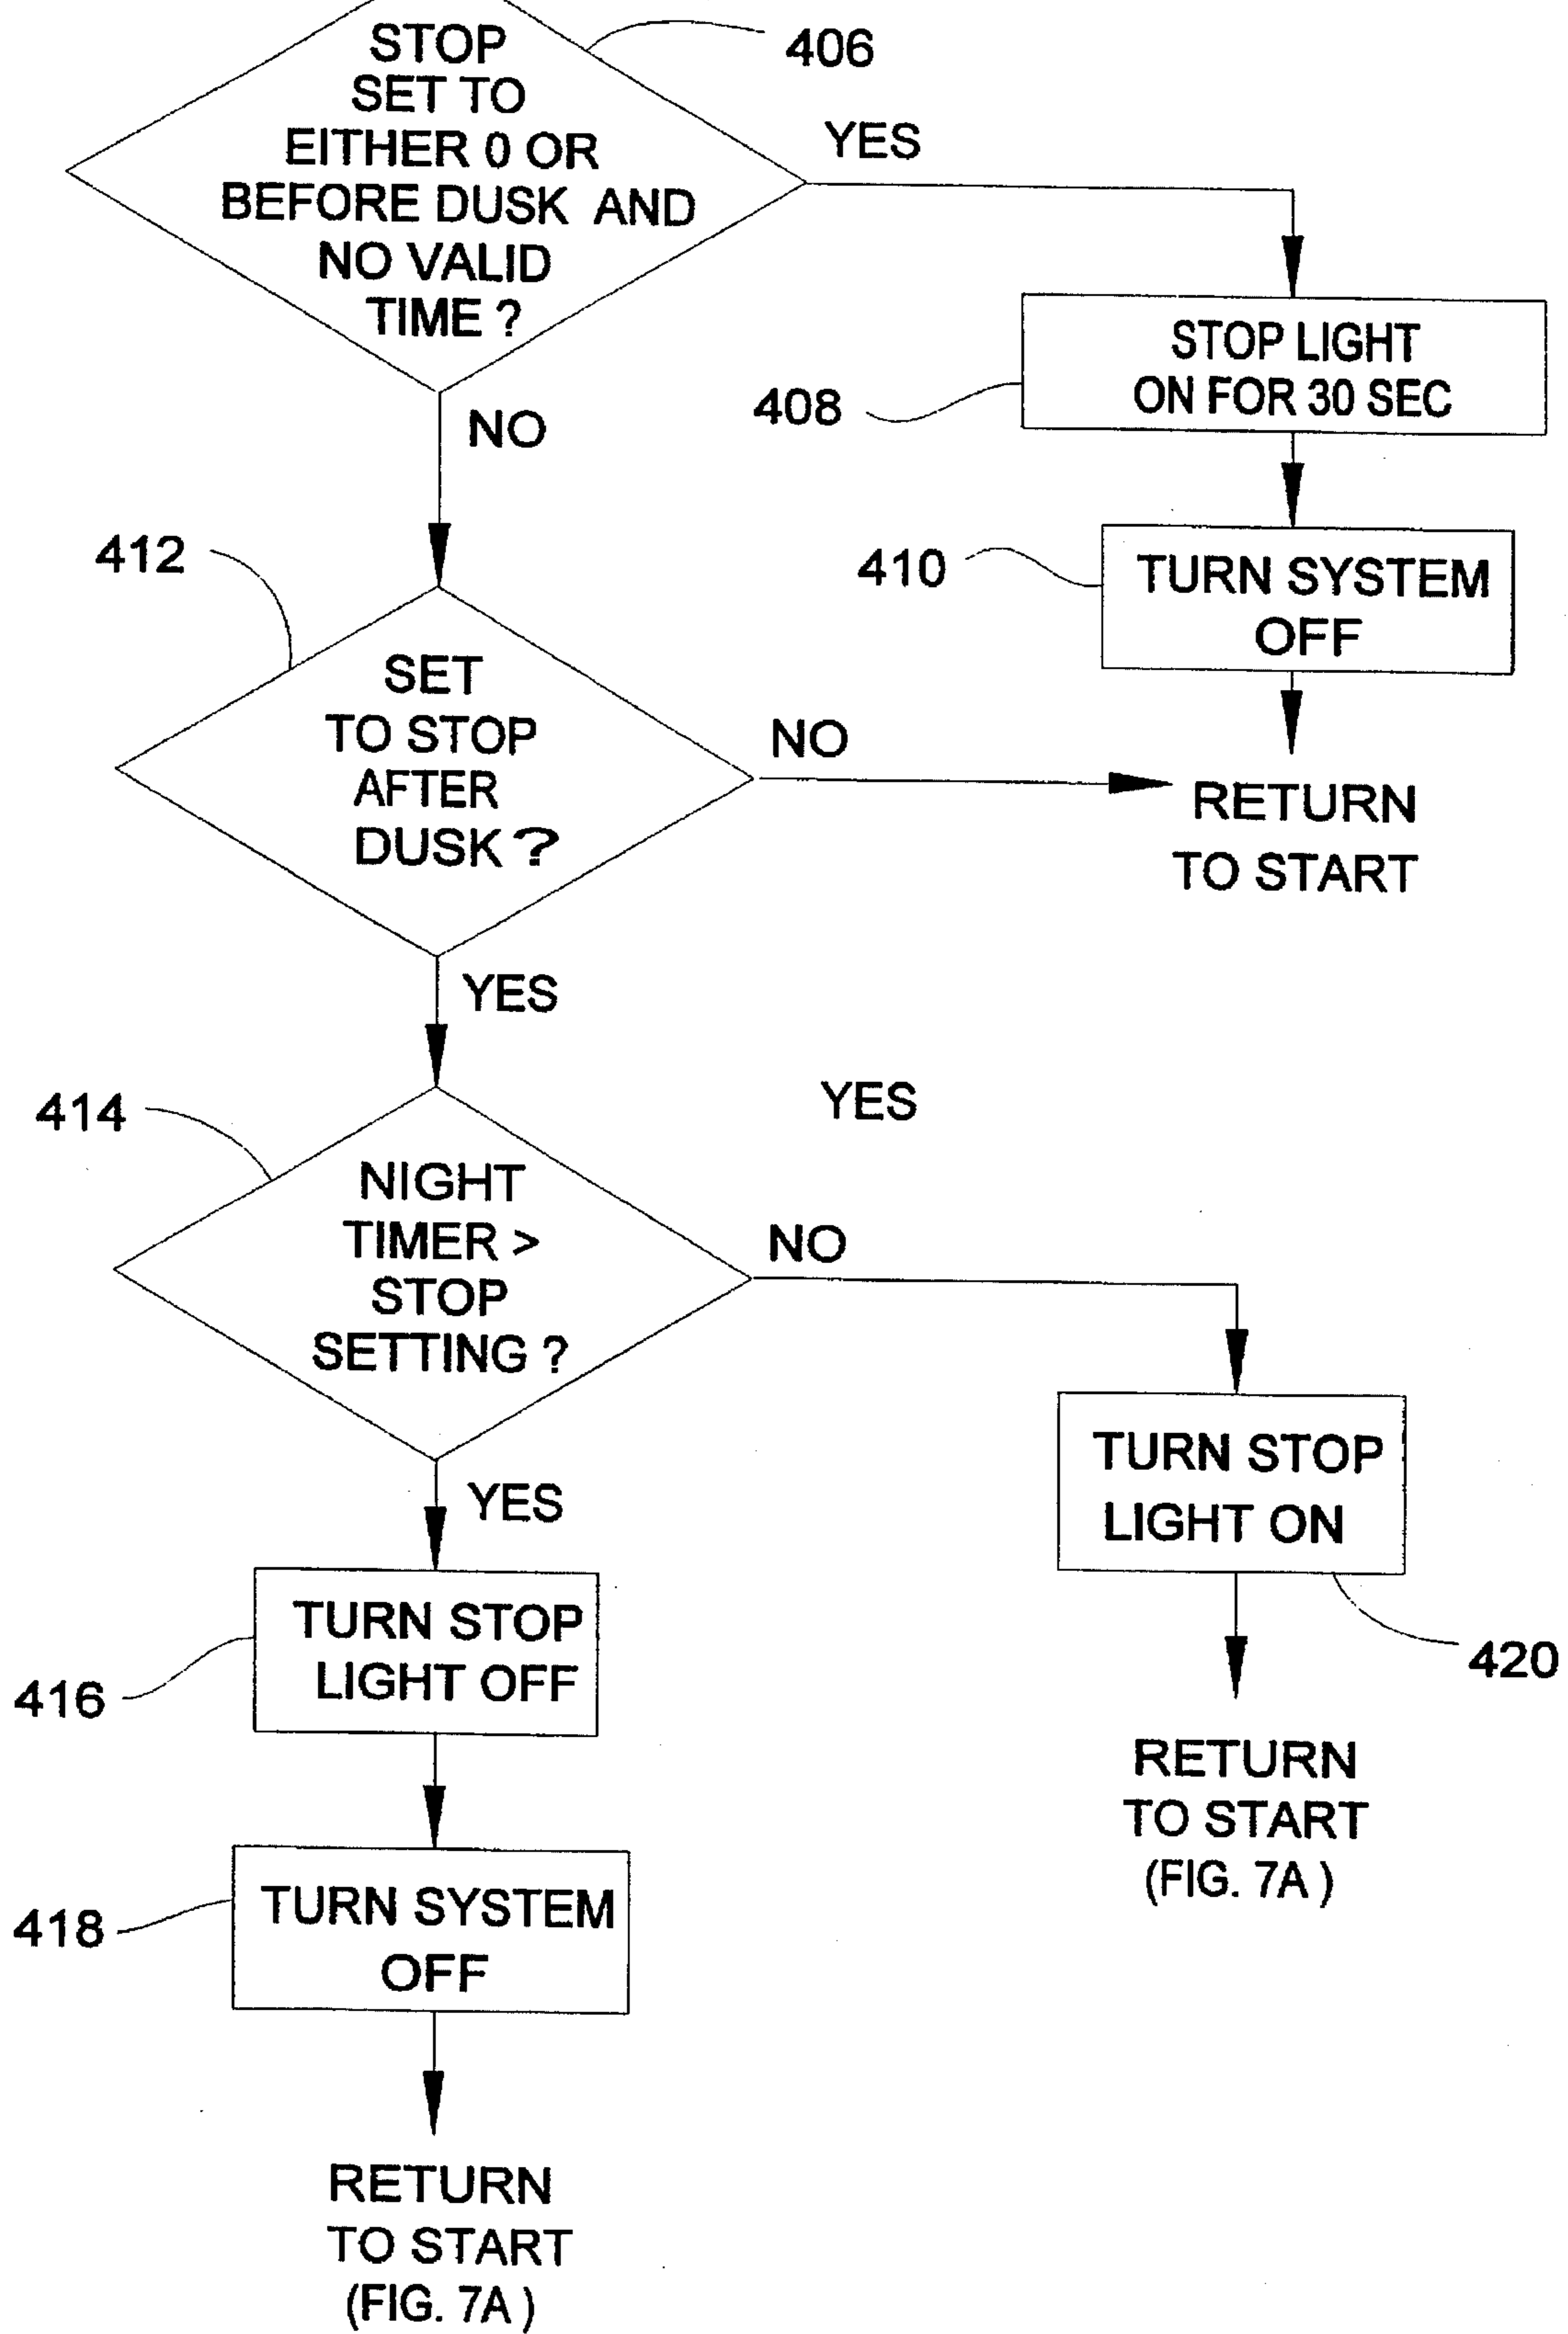 STOP
SET TO
EITHER 0 OR
BEFORE DUSK AND
NO VALID
TIME ?
406
YES
STOP LIGHT
ON FOR 30 SEC
408
NO
410
TURN SYSTEM
OFF
412
SET
TO STOP
AFTER
DUSK ?
NO
RETURN
TO START
YES
YES
414
NIGHT
TIMER >
STOP
SETTING ?
NO
TURN STOP
LIGHT ON
420
YES
TURN STOP
LIGHT OFF
416
RETURN
TO START
(FIG. 7A )
TURN SYSTEM
OFF
418
RETURN
TO START
(FIG. 7A )